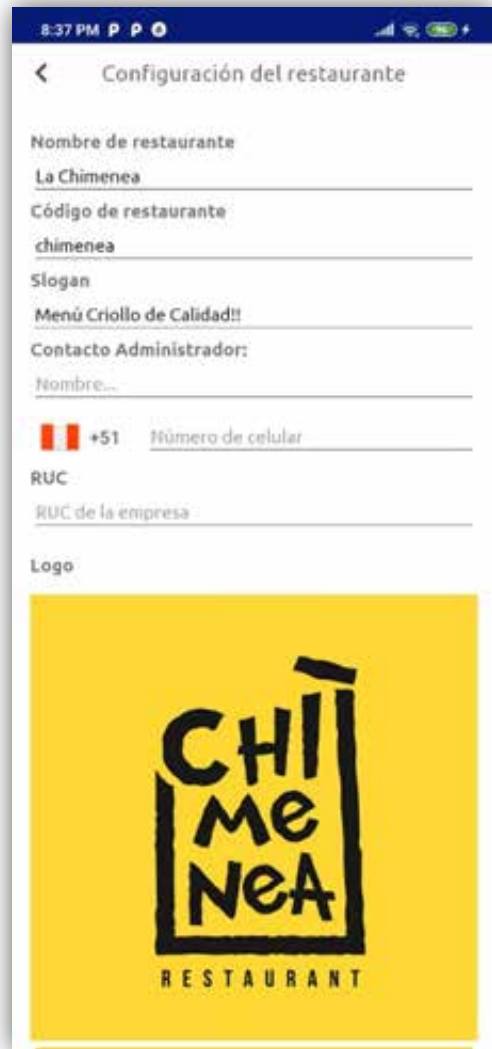 8:37 PM P P
Configuración del restaurante
Nombre de restaurante
La Chimenea
Código de restaurante
chimenea
Slogan
Menú Criollo de Calidad!!
Contacto Administrador:
Nombre...
+51 Número de celular
RUC
RUC de la empresa
Logo
CHI
Me
NeA
RESTAURANT